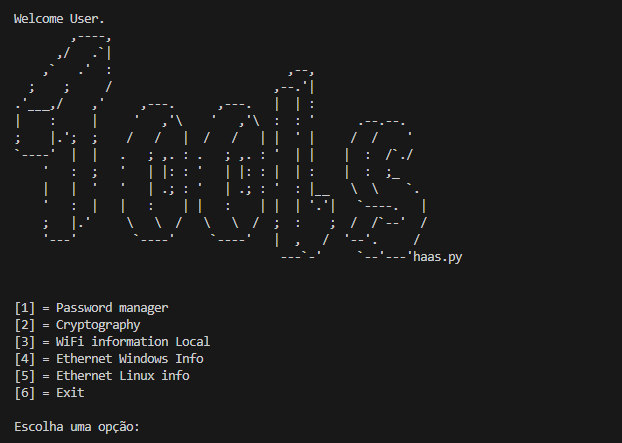 Welcome User.
Tools
haas.py
[1] = Password manager
[2] = Cryptography
[3] = WiFi information Local
[4] = Ethernet Windows Info
[5] = Ethernet Linux info
[6] = Exit
Escolha uma opção: